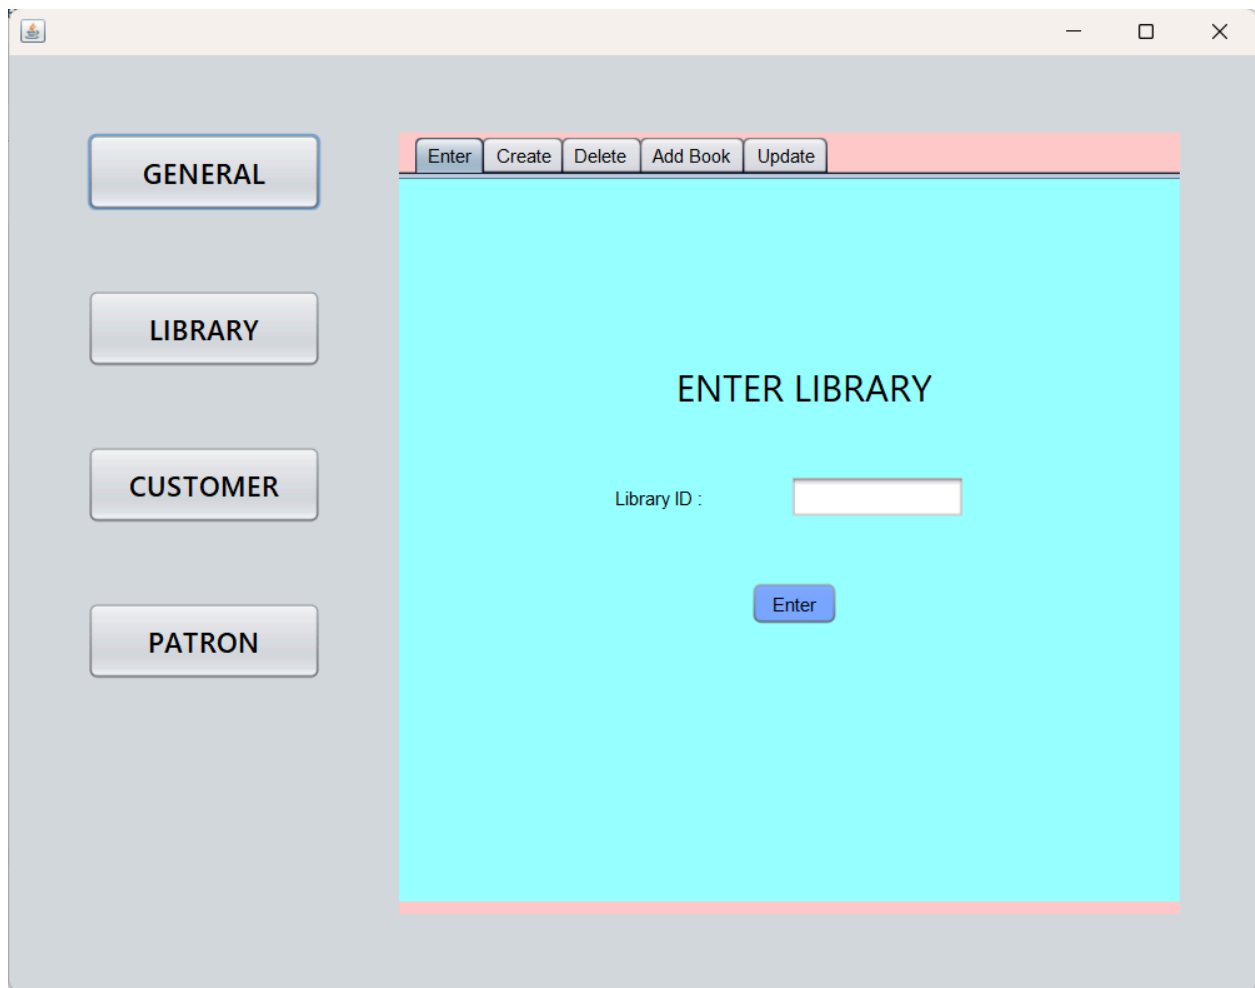 GENERAL
LIBRARY
CUSTOMER
PATRON
Enter Create Delete Add Book Update
ENTER LIBRARY
Library ID :
Enter